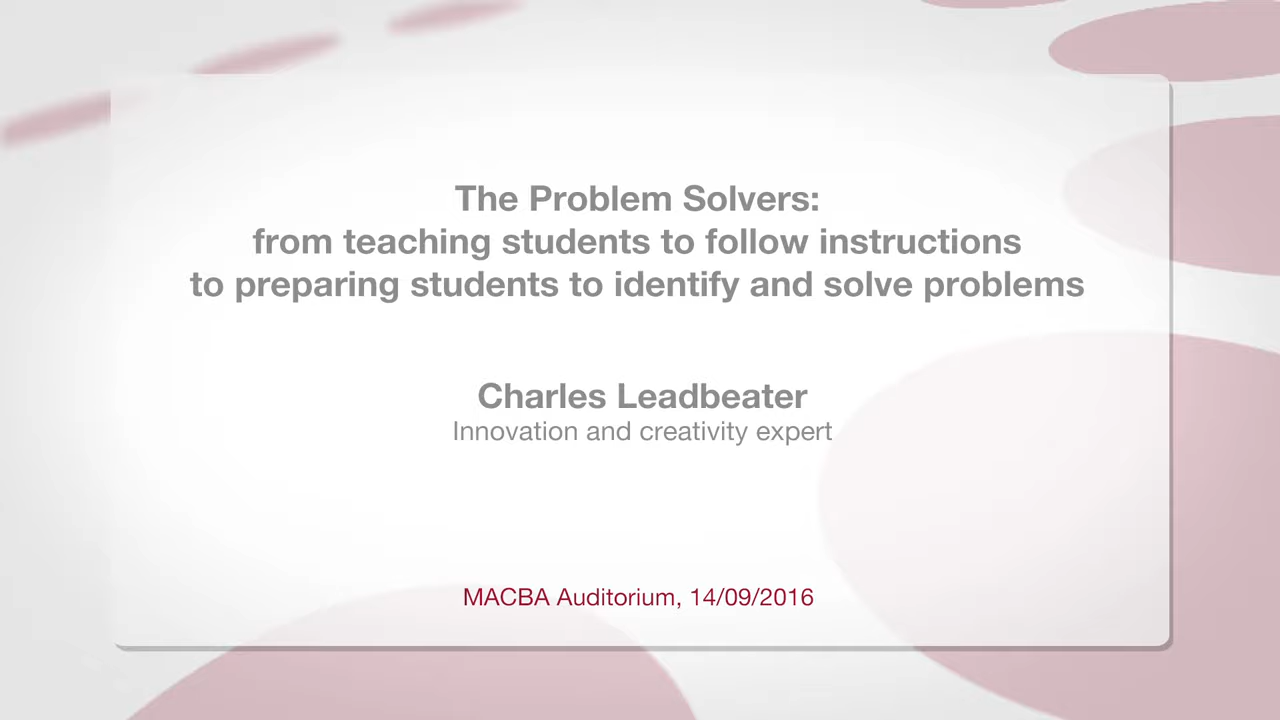 The Problem Solvers:
from teaching students to follow instructions
to preparing students to identify and solve problems
Charles Leadbeater
Innovation and creativity expert
MACBA Auditorium, 14/09/2016